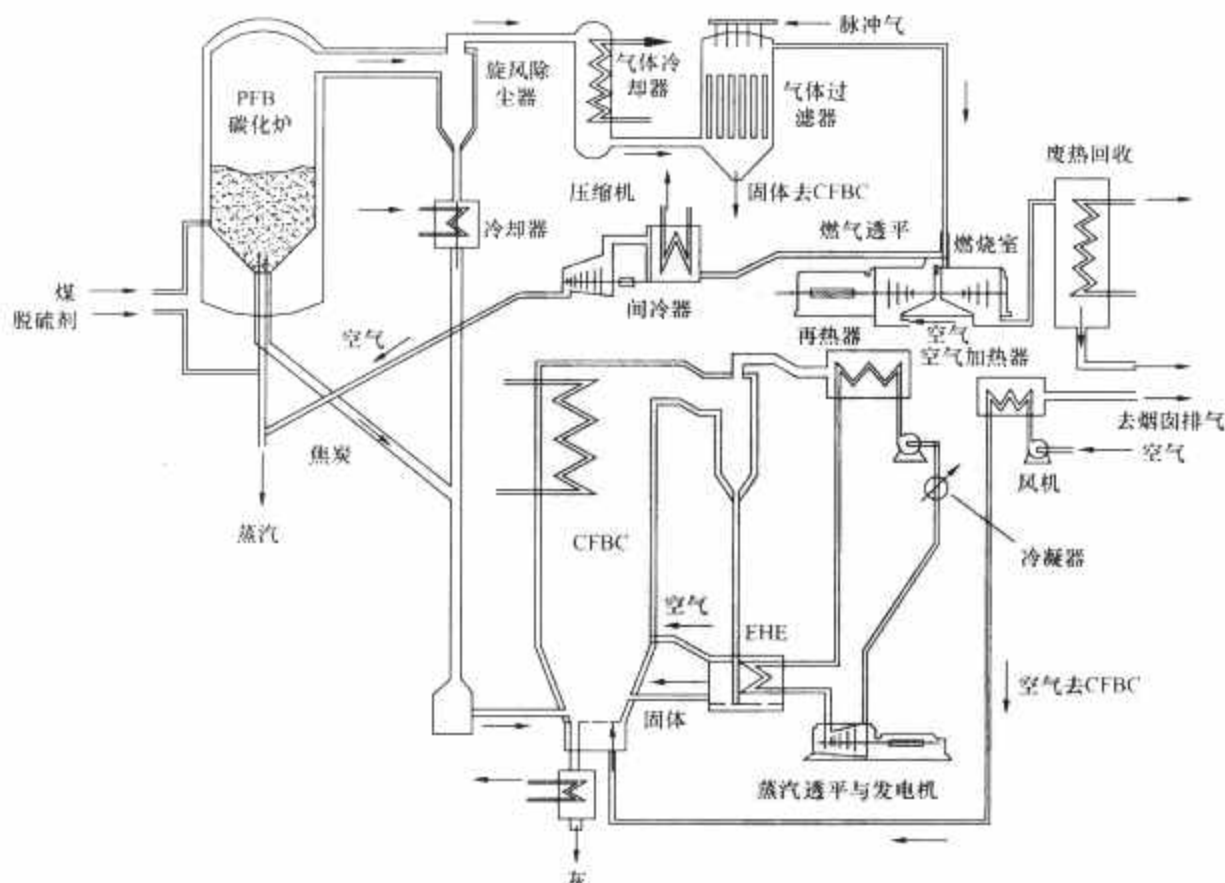 脉冲气
旋风除
尘器
气体冷
却器
PFB
碳化炉
气体过
滤器
废热回收
压缩机
固体去CFBC
冷却器
燃气透平
燃烧室
煤
脱硫剂
间冷器
再热器
空气
空气
空气加热器
去烟囱排气
空气
焦炭
风机
蒸汽
CFBC
冷凝器
空气
EHE
空气去CFBC
固体
蒸汽透平与发电机
灰